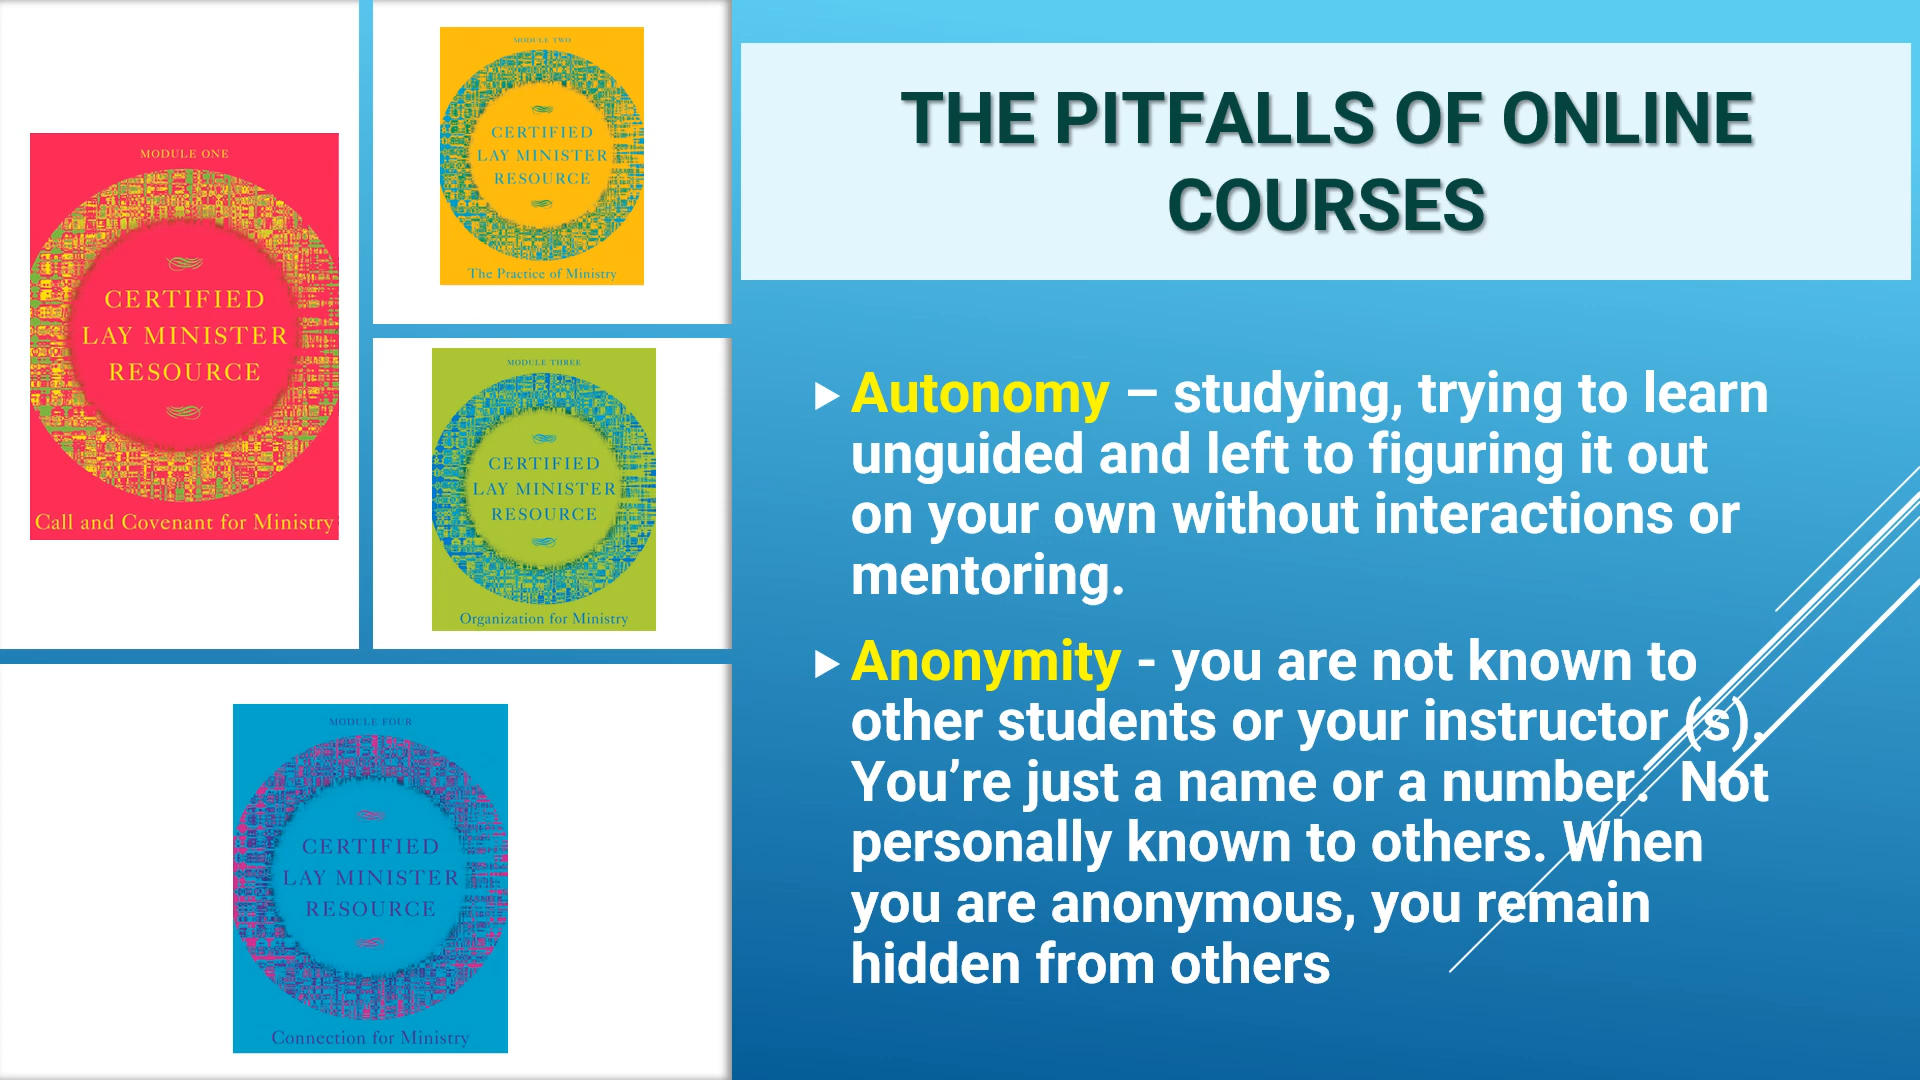 MODULE ONE
CERTIFIED
LAY MINISTER
RESOURCE
Call and Covenant for Ministry
MODULE TWO
CERTIFIED
LAY MINISTER
RESOURCE
The Practice of Ministry
MODULE THREE
CERTIFIED
LAY MINISTER
RESOURCE
Organization for Ministry
MODULE FOUR
CERTIFIED
LAY MINISTER
RESOURCE
Connection for Ministry
THE PITFALLS OF ONLINE
COURSES
Autonomy – studying, trying to learn
unguided and left to figuring it out
on your own without interactions or
mentoring.
Anonymity - you are not known to
other students or your instructor (s).
You’re just a name or a number.  Not
personally known to others. When
you are anonymous, you remain
hidden from others